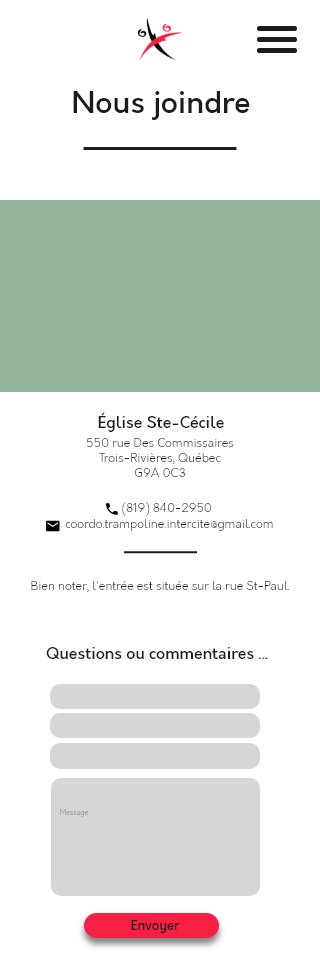 Nous joindre
Église Ste-Cécile
550 rue Des Commissaires
Trois-Rivières, Québec
G9A 0C3
(819) 840-2950
coordo.trampoline.intercite@gmail.com
Bien noter, l'entrée est située sur la rue St-Paul.
Questions ou commentaires ...
Message
Envoyer